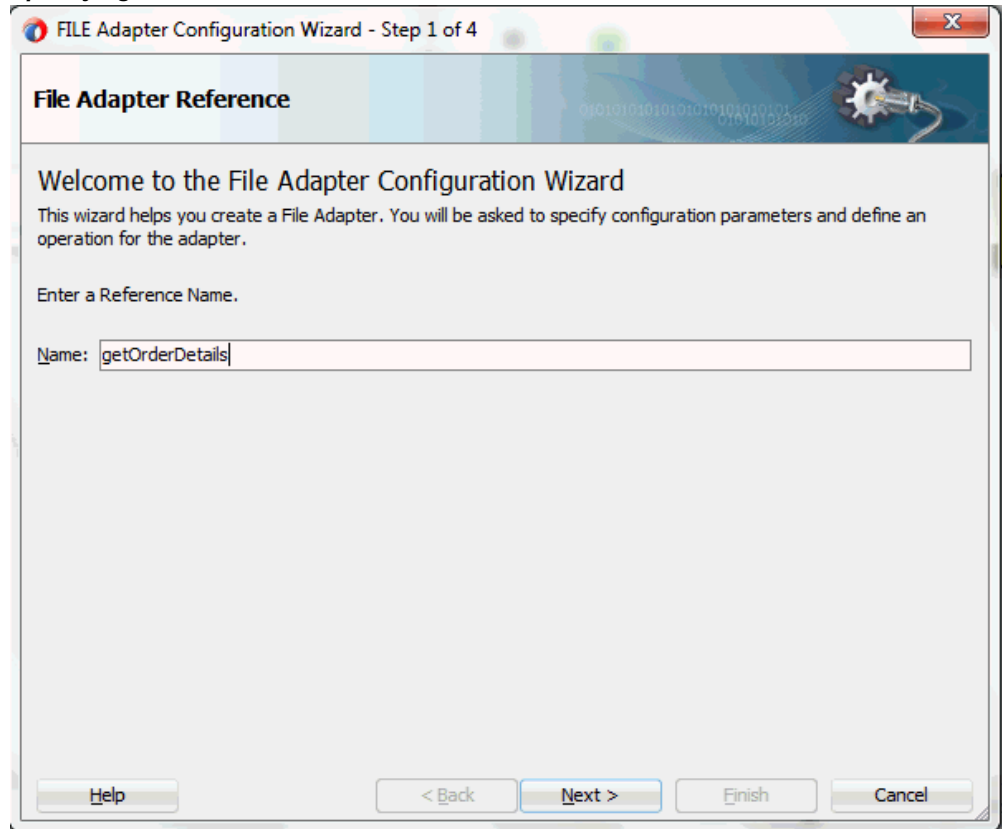 FILE Adapter Configuration Wizard - Step 1 of 4
File Adapter Reference
Welcome to the File Adapter Configuration Wizard
This wizard helps you create a File Adapter. You will be asked to specify configuration parameters and define an
operation for the adapter.
Enter a Reference Name.
Name: getOrderDetails
Help < Back Next > Finish Cancel